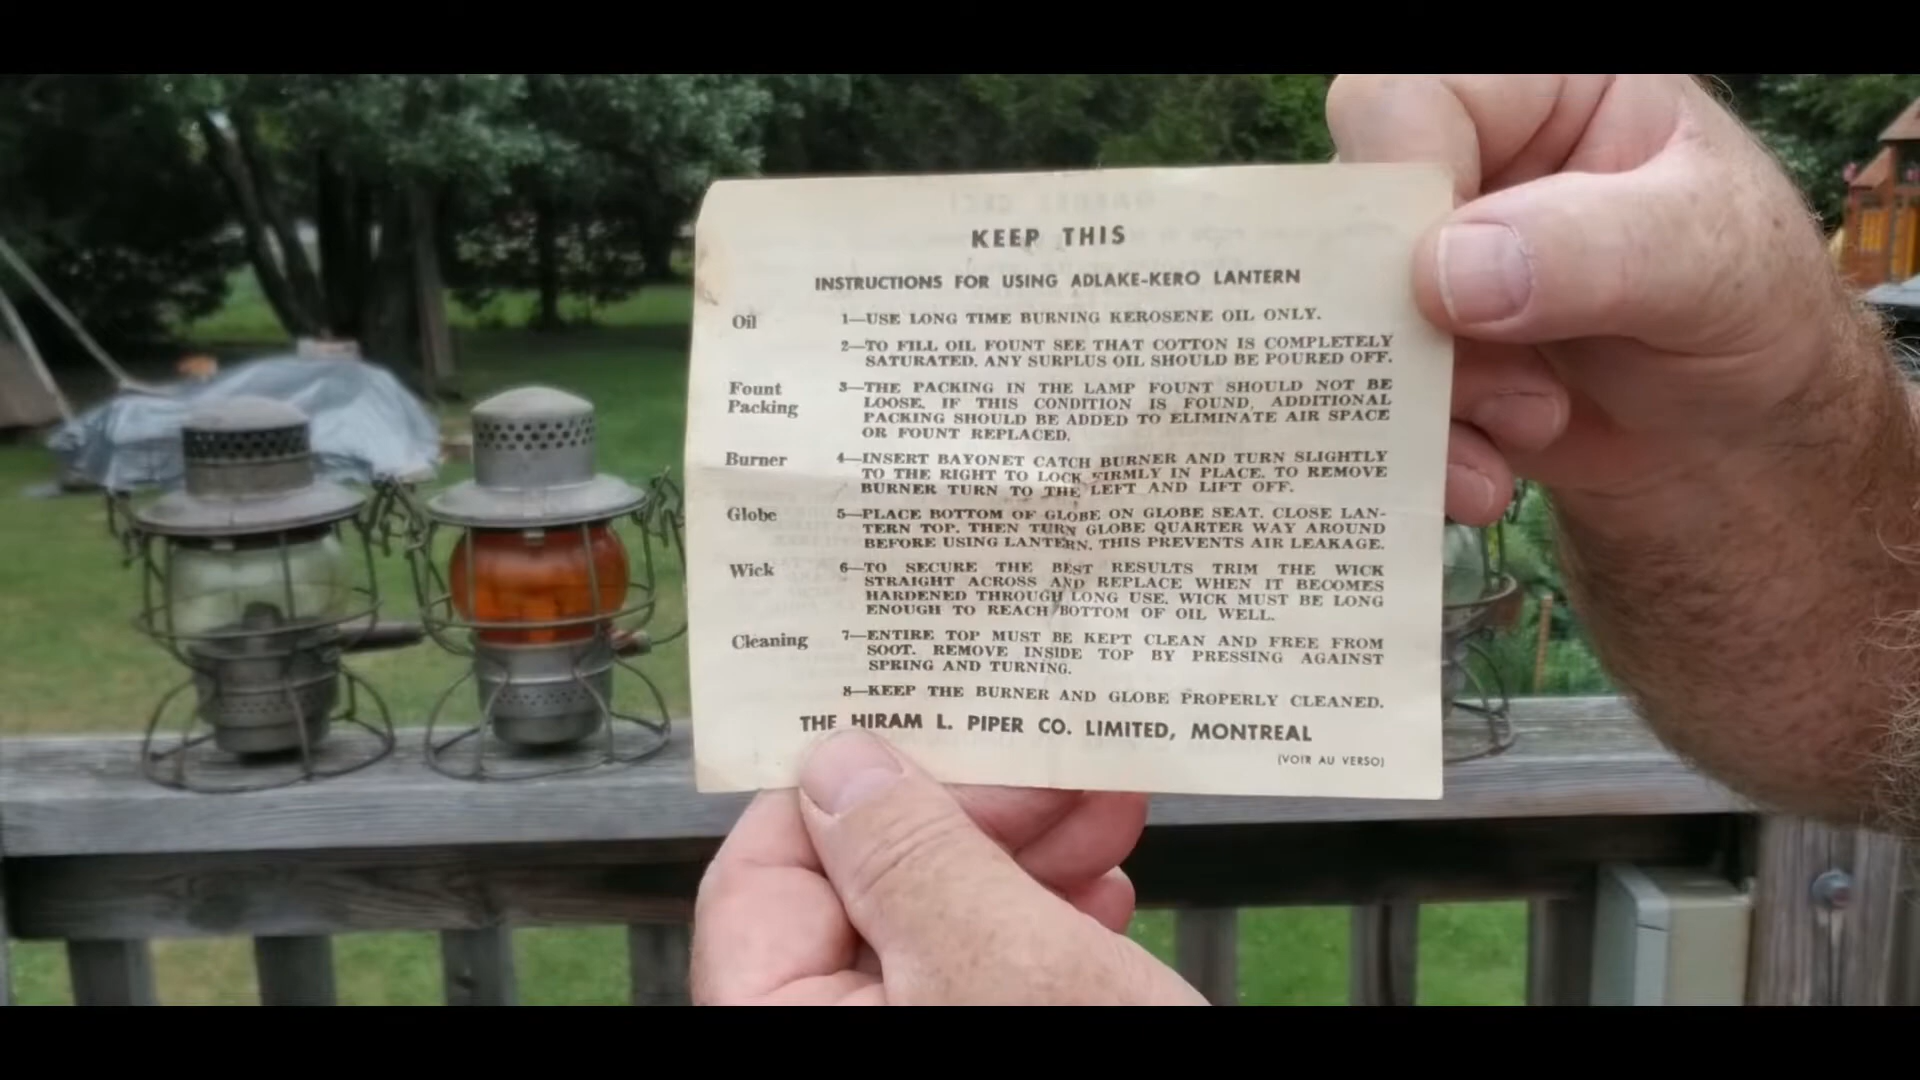 KEEP THIS
INSTRUCTIONS FOR USING ADLAKE-KERO LANTERN
Oil 1—USE LONG TIME BURNING KEROSENE OIL ONLY.
2—TO FILL OIL FOUNT SEE THAT COTTON IS COMPLETELY
SATURATED. ANY SURPLUS OIL SHOULD BE POURED OFF.
Fount 3—THE PACKING IN THE LAMP FOUNT SHOULD NOT BE
Packing LOOSE. IF THIS CONDITION IS FOUND, ADDITIONAL
PACKING SHOULD BE ADDED TO ELIMINATE AIR SPACE
OR FOUNT REPLACED.
Burner 4—INSERT BAYONET CATCH BURNER AND TURN SLIGHTLY
TO THE RIGHT TO LOCK FIRMLY IN PLACE. TO REMOVE
BURNER TURN TO THE LEFT AND LIFT OFF.
Globe 5—PLACE BOTTOM OF GLOBE ON GLOBE SEAT. CLOSE LAN-
TERN TOP. THEN TURN GLOBE QUARTER WAY AROUND
BEFORE USING LANTERN. THIS PREVENTS AIR LEAKAGE.
Wick 6—TO SECURE THE BEST RESULTS TRIM THE WICK
STRAIGHT ACROSS AND REPLACE WHEN IT BECOMES
HARDENED THROUGH LONG USE. WICK MUST BE LONG
ENOUGH TO REACH BOTTOM OF OIL WELL.
Cleaning 7—ENTIRE TOP MUST BE KEPT CLEAN AND FREE FROM
SOOT. REMOVE INSIDE TOP BY PRESSING AGAINST
SPRING AND TURNING.
8—KEEP THE BURNER AND GLOBE PROPERLY CLEANED.
THE HIRAM L. PIPER CO. LIMITED, MONTREAL
(VOIR AU VERSO)